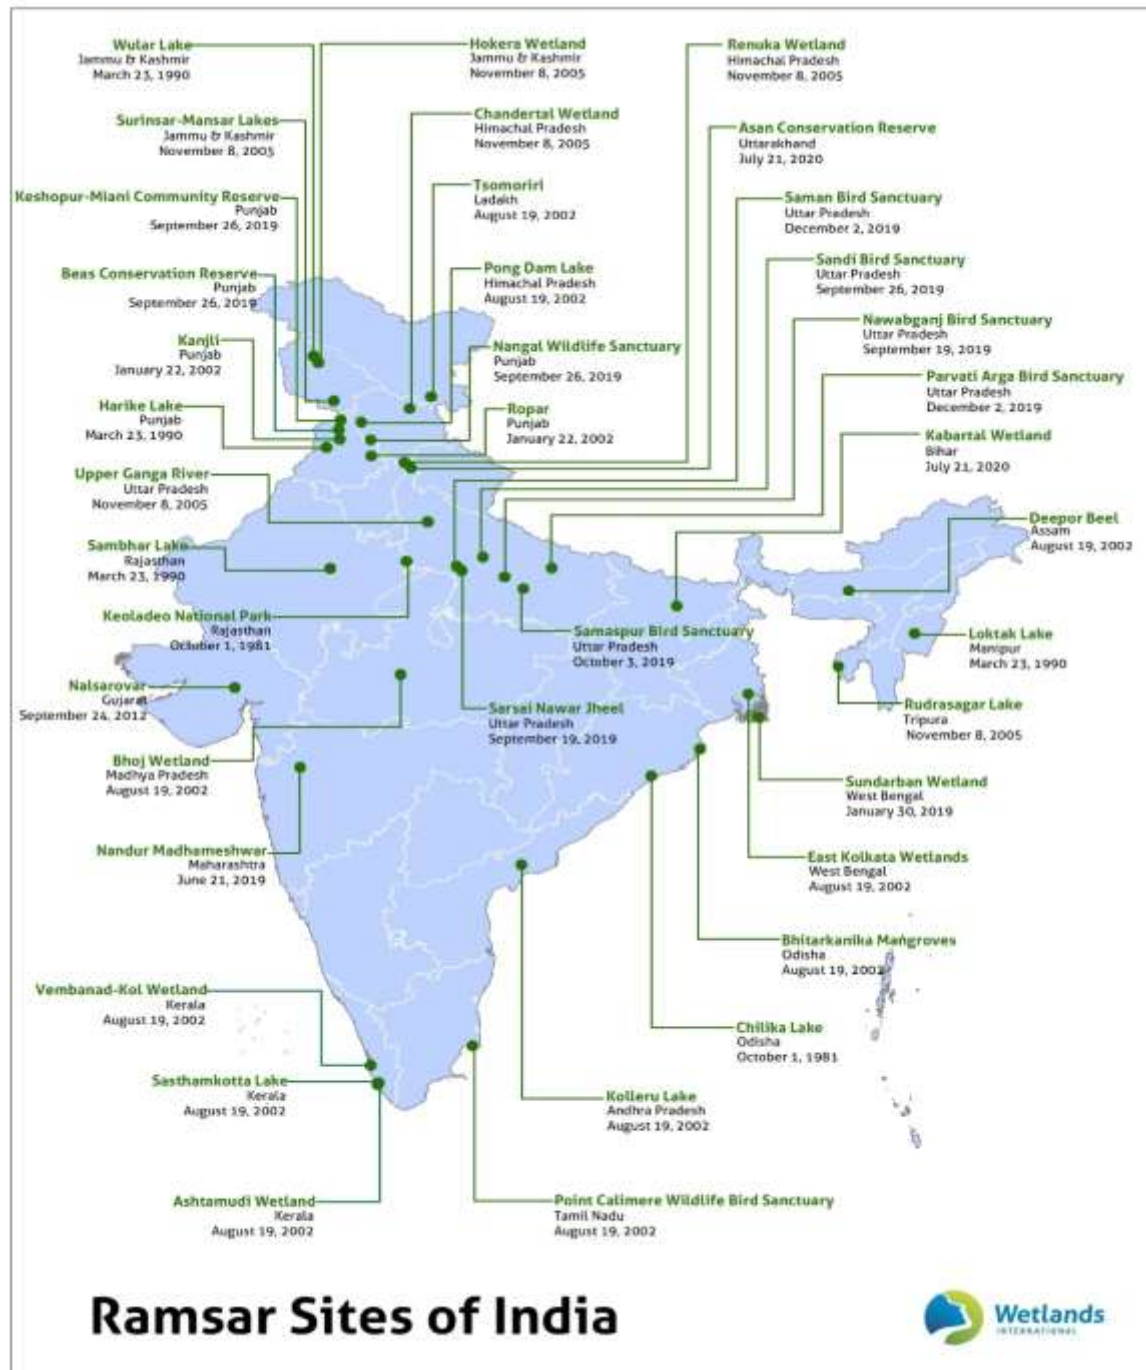 Wular Lake
Jammu & Kashmir
March 23, 1990
Hokera Wetland
Jammu & Kashmir
November 8, 2005
Renuka Wetland
Himachal Pradesh
November 8, 2005
Surinsar-Mansar Lakes
Jammu & Kashmir
November 8, 2005
Chandertal Wetland
Himachal Pradesh
November 8, 2005
Asan Conservation Reserve
Uttarakhand
July 21, 2020
Keshopur-Miani Community Reserve
Punjab
September 26, 2019
Tsomoriri
Ladakh
August 19, 2002
Saman Bird Sanctuary
Uttar Pradesh
December 2, 2019
Beas Conservation Reserve
Punjab
September 26, 2019
Pong Dam Lake
Himachal Pradesh
August 19, 2002
Sandi Bird Sanctuary
Uttar Pradesh
September 26, 2019
Kanjli
Punjab
January 22, 2002
Nangal Wildlife Sanctuary
Punjab
September 26, 2019
Nawabganj Bird Sanctuary
Uttar Pradesh
September 19, 2019
Harike Lake
Punjab
March 23, 1990
Ropar
Punjab
January 22, 2002
Parvati Arga Bird Sanctuary
Uttar Pradesh
December 2, 2019
Kabartal Wetland
Bihar
July 21, 2020
Upper Ganga River
Uttar Pradesh
November 8, 2005
Deepor Beel
Assam
August 19, 2002
Sambhar Lake
Rajasthan
March 23, 1990
Keoladeo National Park
Rajasthan
October 1, 1981
Samaspur Bird Sanctuary
Uttar Pradesh
October 3, 2019
Loktak Lake
Manipur
March 23, 1990
Nalsarovar
Gujarat
September 24, 2012
Sarsai Nawar Jheel
Uttar Pradesh
September 19, 2019
Rudrasagar Lake
Tripura
November 8, 2005
Bhoj Wetland
Madhya Pradesh
August 19, 2002
Sundarban Wetland
West Bengal
January 30, 2019
Nandur Madhameshwar
Maharashtra
June 21, 2019
East Kolkata Wetlands
West Bengal
August 19, 2002
Bhitarkanika Mangroves
Odisha
August 19, 2002
Vembanad-Kol Wetland
Kerala
August 19, 2002
Chilika Lake
Odisha
October 1, 1981
Sasthamkotta Lake
Kerala
August 19, 2002
Kolleru Lake
Andhra Pradesh
August 19, 2002
Ashtamudi Wetland
Kerala
August 19, 2002
Point Calimere Wildlife Bird Sanctuary
Tamil Nadu
August 19, 2002
Ramsar Sites of India
Wetlands
INTERNATIONAL